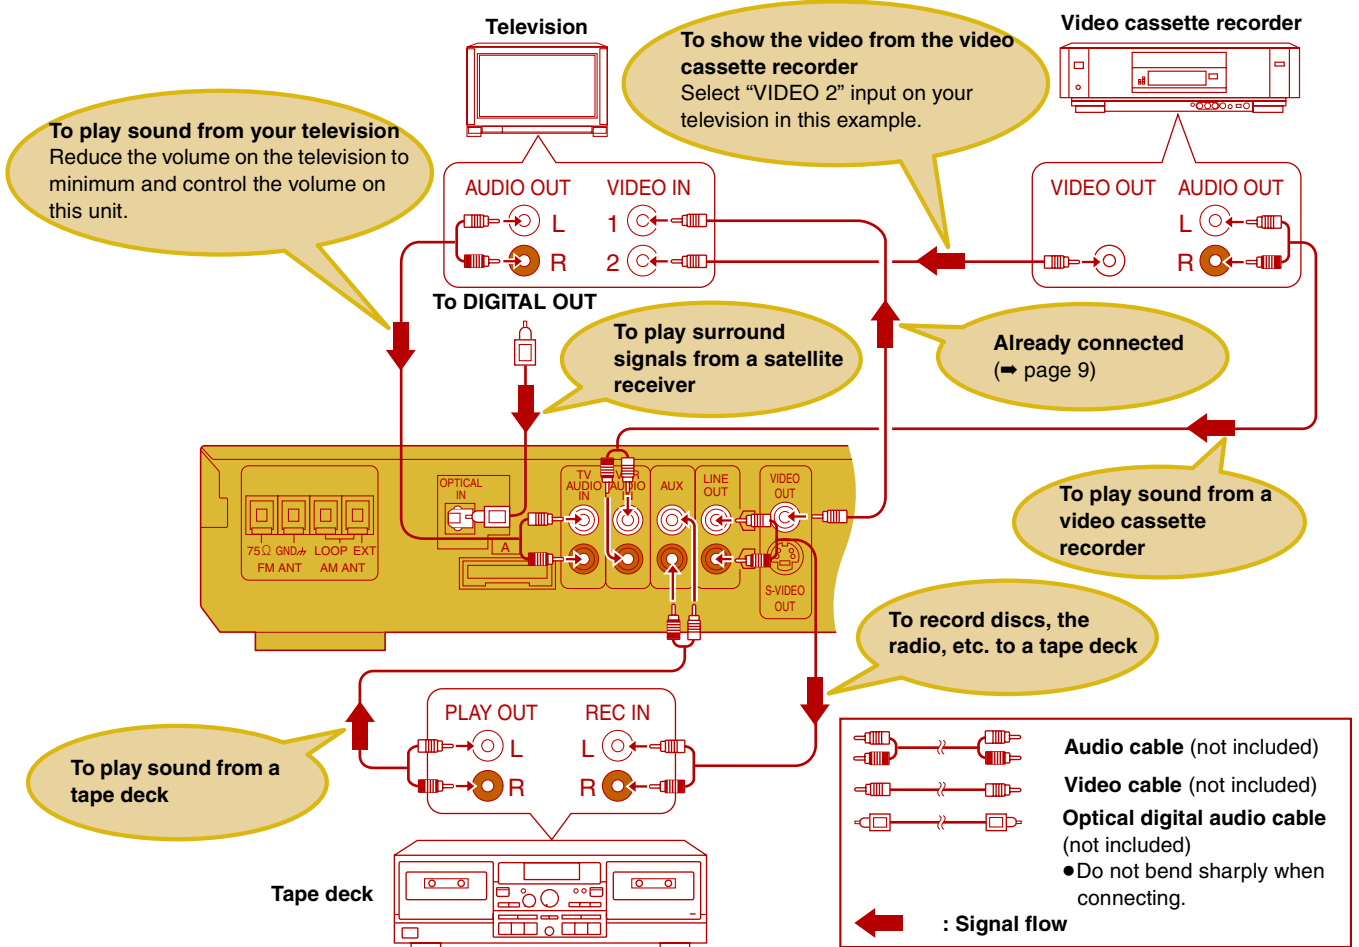 Television
Video cassette recorder
To show the video from the video
cassette recorder
Select “VIDEO 2” input on your
television in this example.
To play sound from your television
Reduce the volume on the television to
minimum and control the volume on
this unit.
AUDIO OUT
L
R
VIDEO IN
1
2
VIDEO OUT
AUDIO OUT
L
R
To DIGITAL OUT
To play surround
signals from a satellite
receiver
Already connected
(➡ page 9)
To play sound from a
video cassette
recorder
OPTICAL
IN
A
TV
AUDIO
IN
VCR
AUDIO
IN
AUX
LINE
OUT
VIDEO
OUT
S-VIDEO
OUT
75Ω GND LOOP EXT
FM ANT AM ANT
To record discs, the
radio, etc. to a tape deck
To play sound from a
tape deck
PLAY OUT
L
R
REC IN
L
R
Tape deck
Audio cable (not included)
Video cable (not included)
Optical digital audio cable
(not included)
●Do not bend sharply when
connecting.
: Signal flow